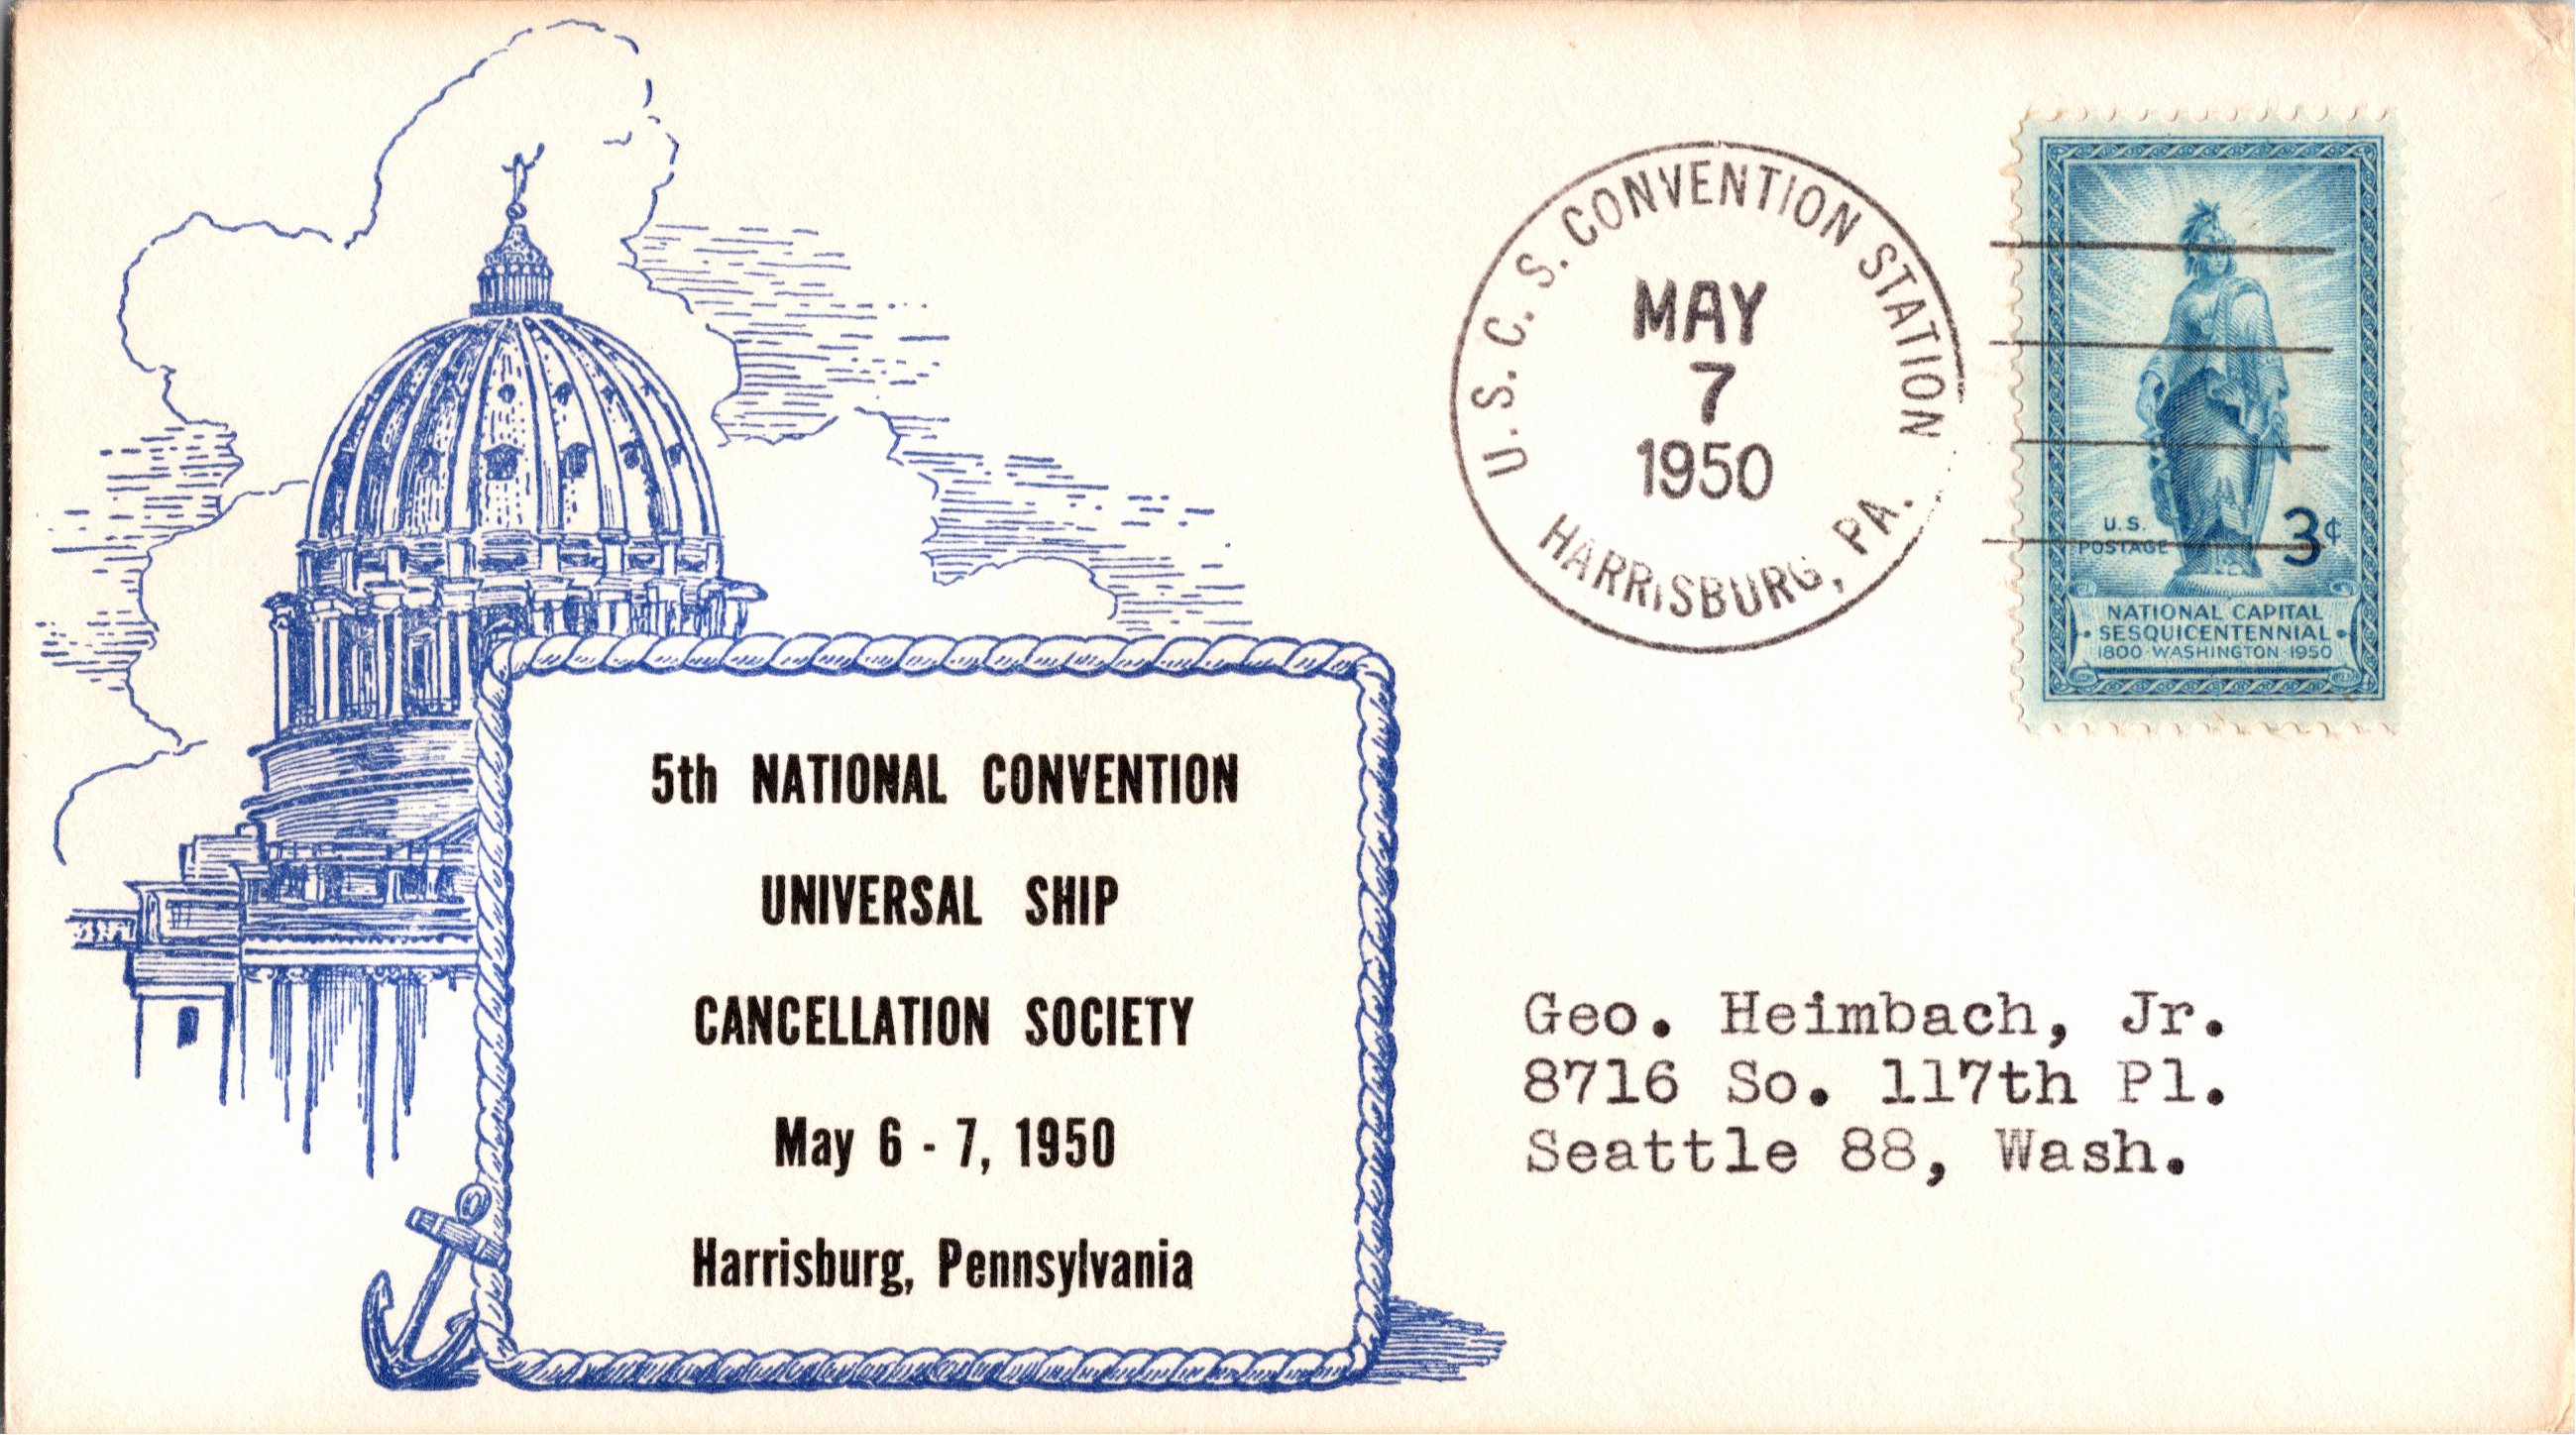 U.S.C.S. CONVENTION STATION
MAY
7
1950
HARRISBURG, PA.
U.S.
POSTAGE
3¢
NATIONAL CAPITAL
SESQUICENTENNIAL
1800·WASHINGTON·1950
5th NATIONAL CONVENTION
UNIVERSAL SHIP
CANCELLATION SOCIETY
May 6 - 7, 1950
Harrisburg, Pennsylvania
Geo. Heimbach, Jr.
8716 So. 117th Pl.
Seattle 88, Wash.